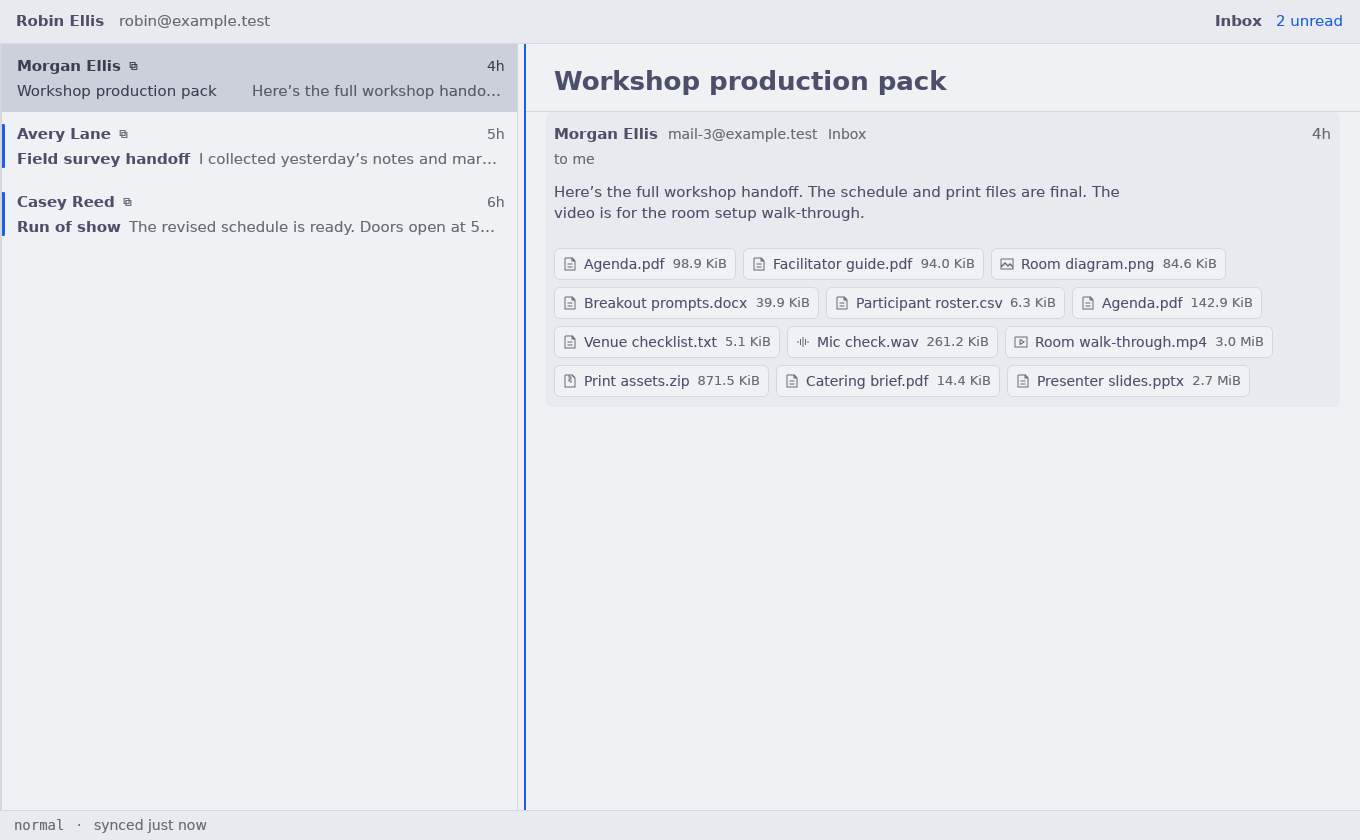 Robin Ellis robin@example.test Inbox 2 unread
Morgan Ellis 4h
Workshop production pack Here’s the full workshop hando…
Avery Lane 5h
Field survey handoff I collected yesterday’s notes and mar…
Casey Reed 6h
Run of show The revised schedule is ready. Doors open at 5…
Workshop production pack
Morgan Ellis mail-3@example.test Inbox 4h
to me
Here’s the full workshop handoff. The schedule and print files are final. The
video is for the room setup walk-through.
Agenda.pdf 98.9 KiB Facilitator guide.pdf 94.0 KiB Room diagram.png 84.6 KiB
Breakout prompts.docx 39.9 KiB Participant roster.csv 6.3 KiB Agenda.pdf 142.9 KiB
Venue checklist.txt 5.1 KiB Mic check.wav 261.2 KiB Room walk-through.mp4 3.0 MiB
Print assets.zip 871.5 KiB Catering brief.pdf 14.4 KiB Presenter slides.pptx 2.7 MiB
normal · synced just now